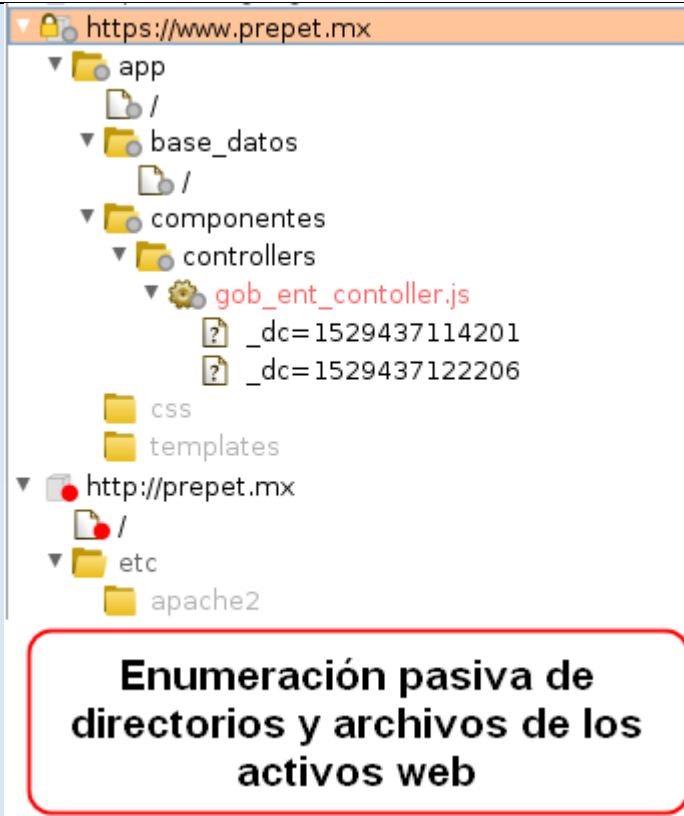 https://www.prepet.mx
app
/
base_datos
/
componentes
controllers
gob_ent_contoller.js
_dc=1529437114201
_dc=1529437122206
css
templates
http://prepet.mx
/
etc
apache2
Enumeración pasiva de
directorios y archivos de los
activos web